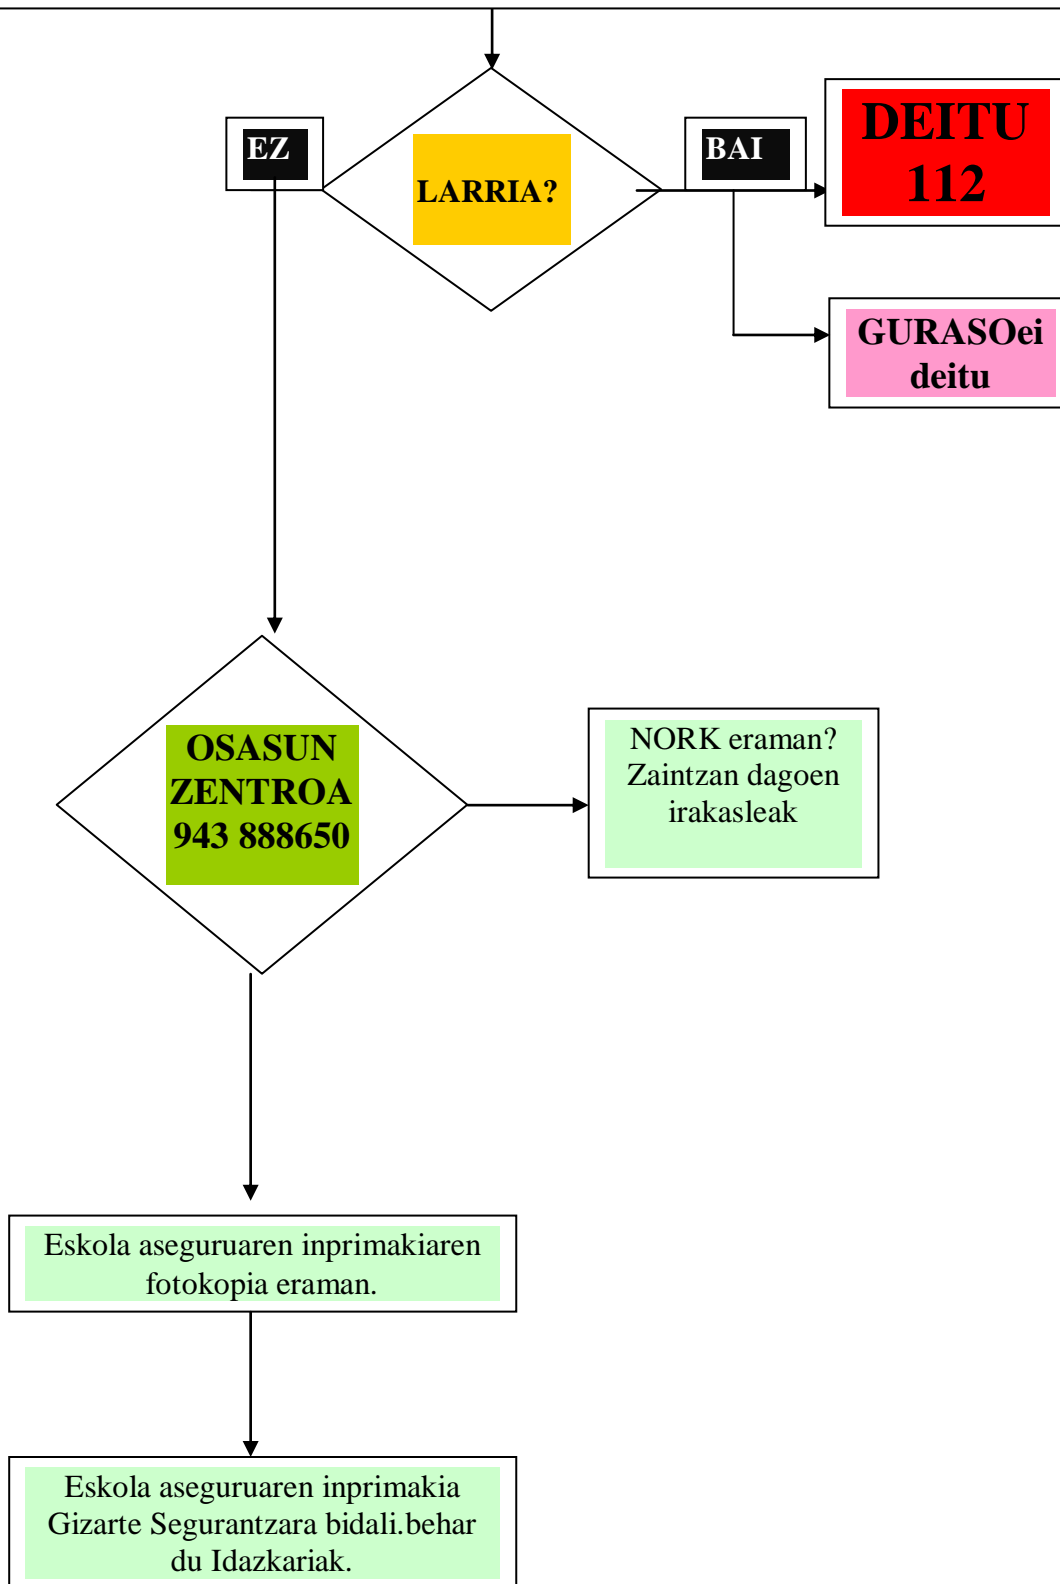 EZ
LARRIA?
BAI
DEITU
112
GURASOei
deitu
OSASUN
ZENTROA
943 888650
NORK eraman?
Zaintzan dagoen
irakasleak
Eskola aseguruaren inprimakiaren
fotokopia eraman.
Eskola aseguruaren inprimakia
Gizarte Segurantzara bidali.behar
du Idazkariak.